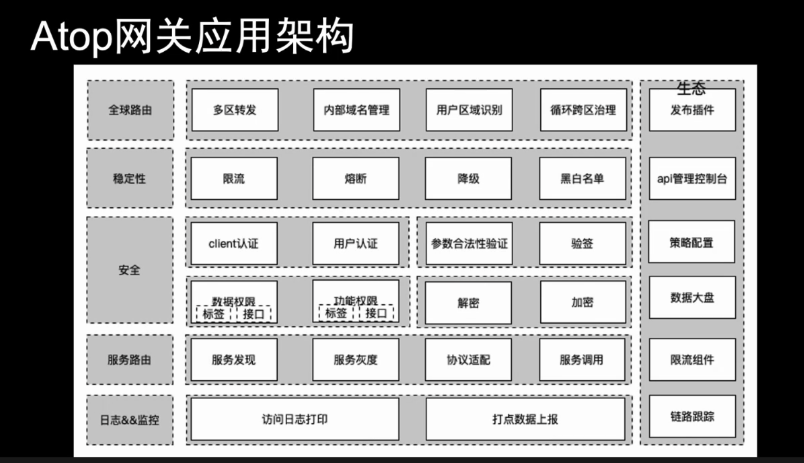 Atop网关应用架构
生态
全球路由
多区转发
内部域名管理
用户区域识别
循环跨区治理
发布插件
稳定性
限流
熔断
降级
黑白名单
api管理控制台
安全
client认证
用户认证
参数合法性验证
验签
策略配置
数据权限
标签
接口
功能权限
标签
接口
解密
加密
数据大盘
服务路由
服务发现
服务灰度
协议适配
服务调用
限流组件
日志&&监控
访问日志打印
打点数据上报
链路跟踪